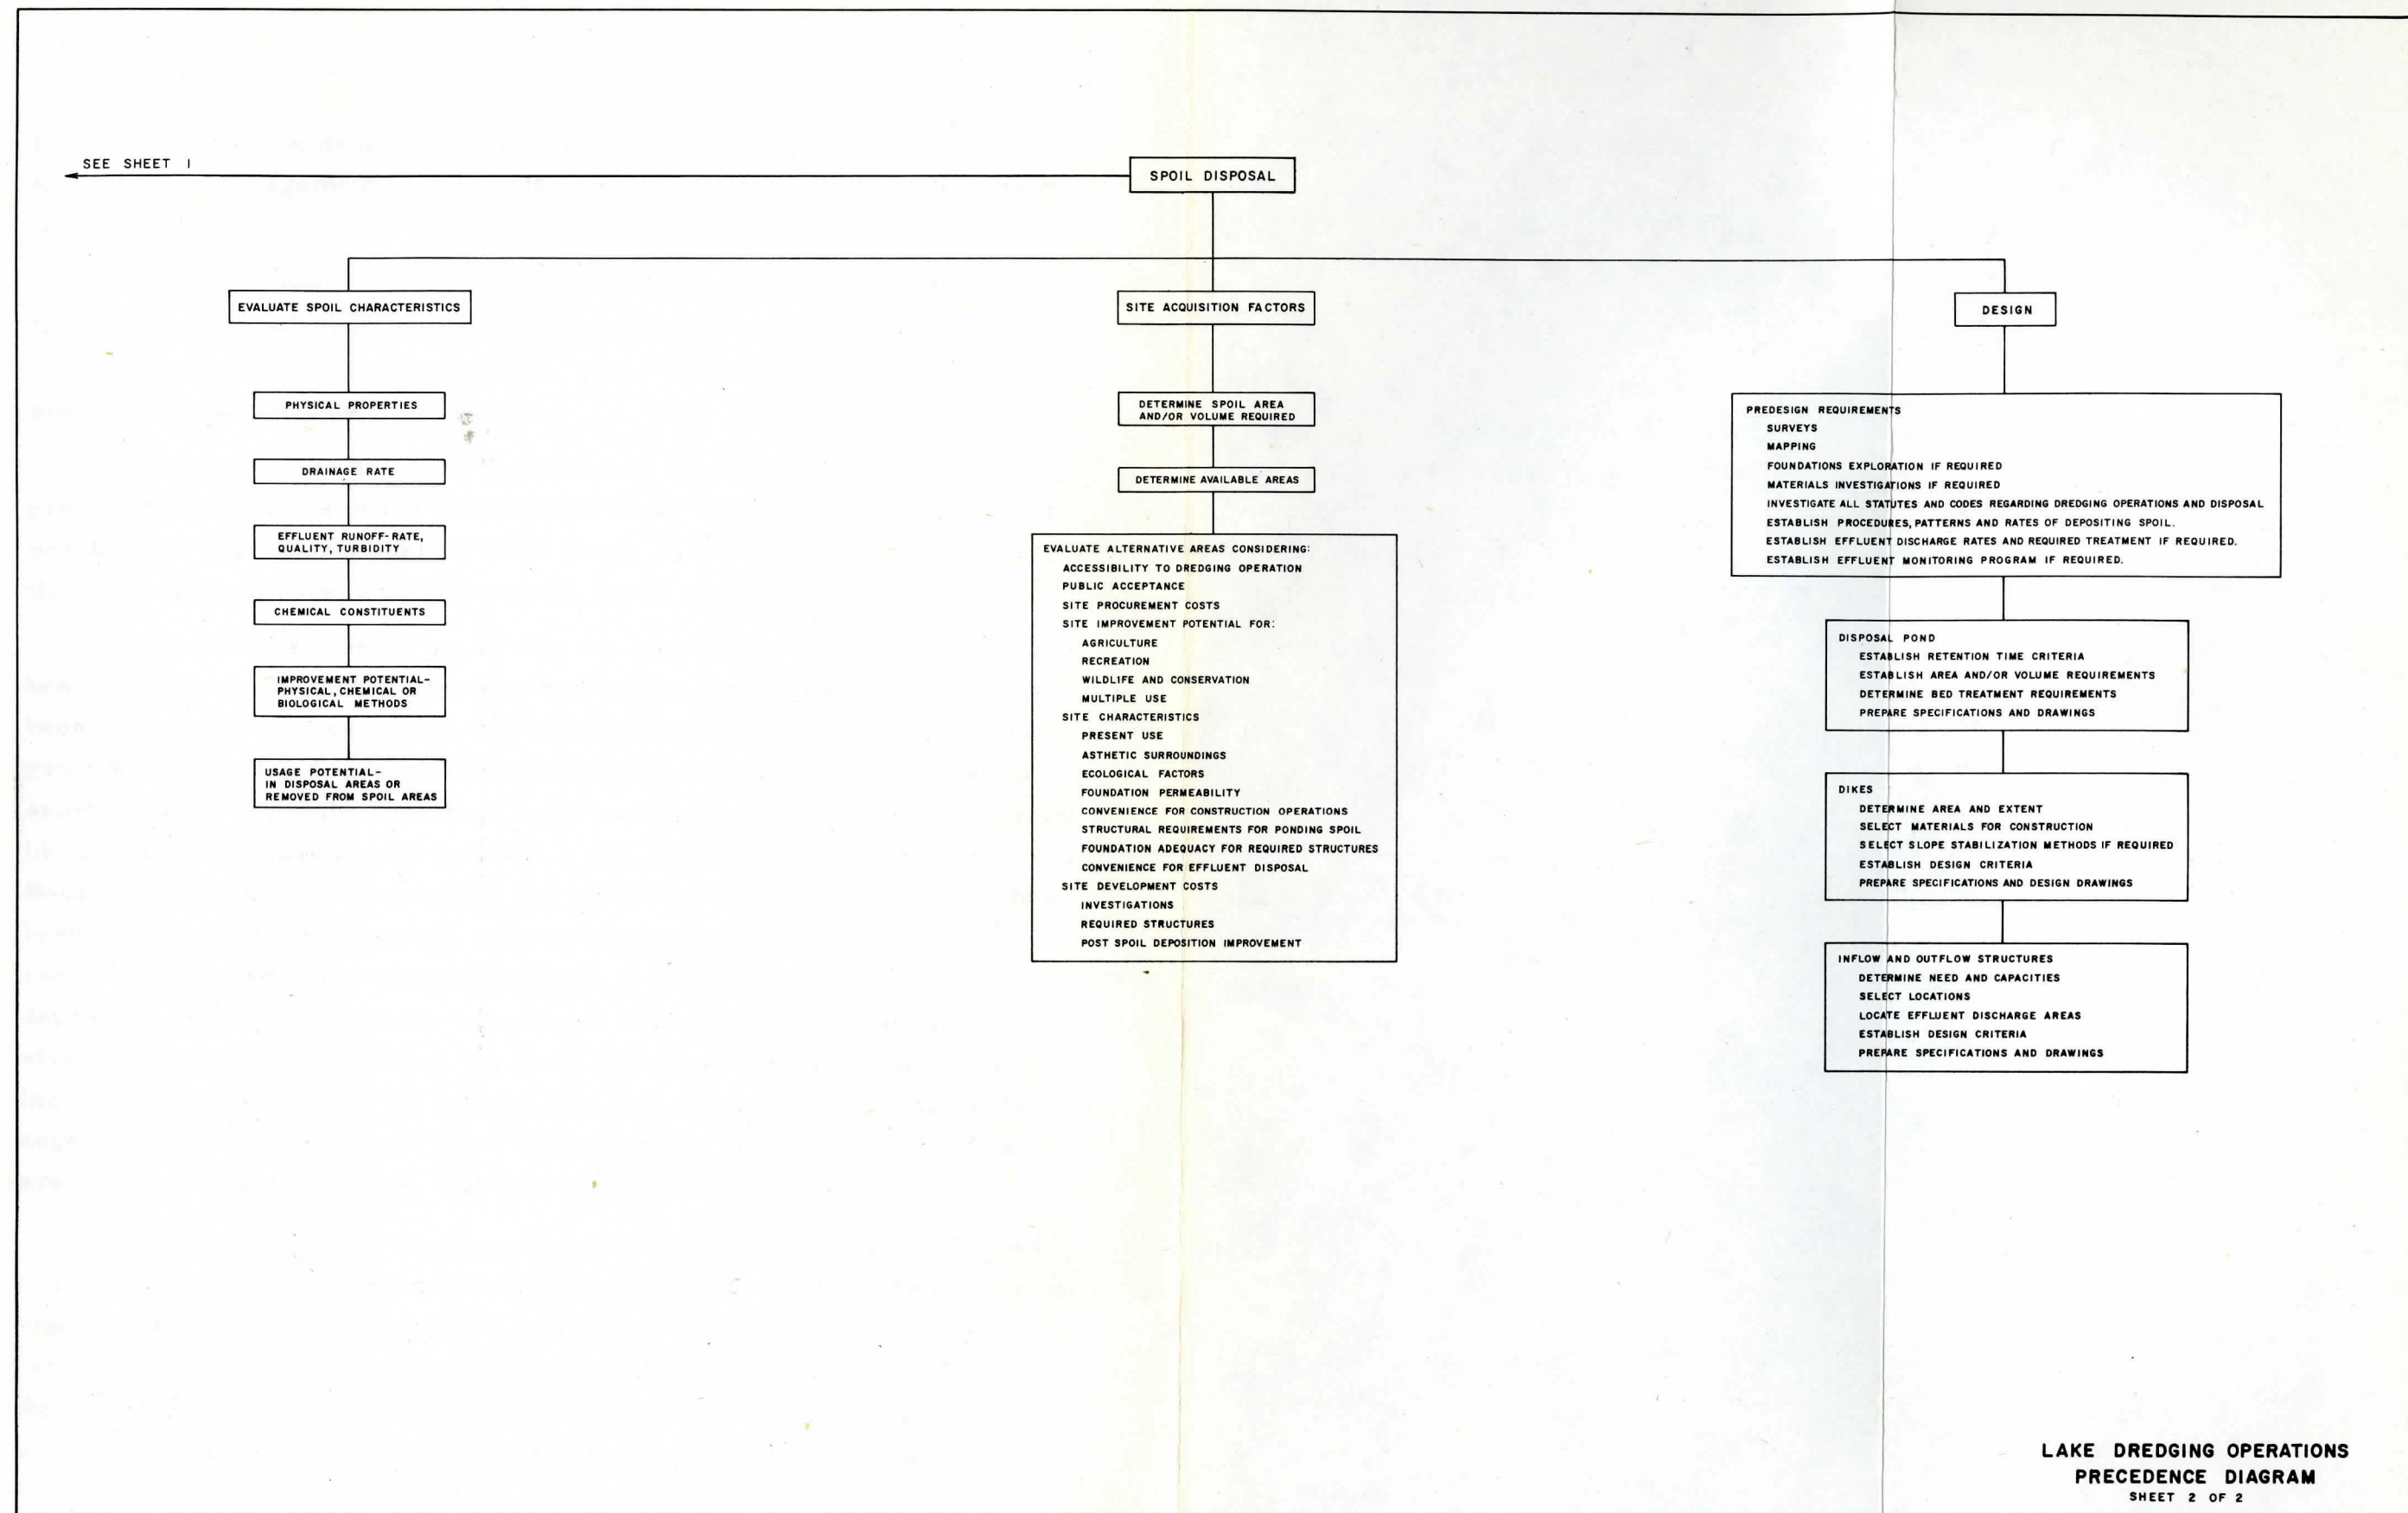 SEE SHEET 1
SPOIL DISPOSAL
EVALUATE SPOIL CHARACTERISTICS
PHYSICAL PROPERTIES
DRAINAGE RATE
EFFLUENT RUNOFF-RATE,
QUALITY, TURBIDITY
CHEMICAL CONSTITUENTS
IMPROVEMENT POTENTIAL-
PHYSICAL, CHEMICAL OR
BIOLOGICAL METHODS
USAGE POTENTIAL-
IN DISPOSAL AREAS OR
REMOVED FROM SPOIL AREAS
SITE ACQUISITION FACTORS
DETERMINE SPOIL AREA
AND/OR VOLUME REQUIRED
DETERMINE AVAILABLE AREAS
EVALUATE ALTERNATIVE AREAS CONSIDERING:
ACCESSIBILITY TO DREDGING OPERATION
PUBLIC ACCEPTANCE
SITE PROCUREMENT COSTS
SITE IMPROVEMENT POTENTIAL FOR:
AGRICULTURE
RECREATION
WILDLIFE AND CONSERVATION
MULTIPLE USE
SITE CHARACTERISTICS
PRESENT USE
ASTHETIC SURROUNDINGS
ECOLOGICAL FACTORS
FOUNDATION PERMEABILITY
CONVENIENCE FOR CONSTRUCTION OPERATIONS
STRUCTURAL REQUIREMENTS FOR PONDING SPOIL
FOUNDATION ADEQUACY FOR REQUIRED STRUCTURES
CONVENIENCE FOR EFFLUENT DISPOSAL
SITE DEVELOPMENT COSTS
INVESTIGATIONS
REQUIRED STRUCTURES
POST SPOIL DEPOSITION IMPROVEMENT
DESIGN
PREDESIGN REQUIREMENTS
SURVEYS
MAPPING
FOUNDATIONS EXPLORATION IF REQUIRED
MATERIALS INVESTIGATIONS IF REQUIRED
INVESTIGATE ALL STATUTES AND CODES REGARDING DREDGING OPERATIONS AND DISPOSAL
ESTABLISH PROCEDURES, PATTERNS AND RATES OF DEPOSITING SPOIL.
ESTABLISH EFFLUENT DISCHARGE RATES AND REQUIRED TREATMENT IF REQUIRED.
ESTABLISH EFFLUENT MONITORING PROGRAM IF REQUIRED.
DISPOSAL POND
ESTABLISH RETENTION TIME CRITERIA
ESTABLISH AREA AND/OR VOLUME REQUIREMENTS
DETERMINE BED TREATMENT REQUIREMENTS
PREPARE SPECIFICATIONS AND DRAWINGS
DIKES
DETERMINE AREA AND EXTENT
SELECT MATERIALS FOR CONSTRUCTION
SELECT SLOPE STABILIZATION METHODS IF REQUIRED
ESTABLISH DESIGN CRITERIA
PREPARE SPECIFICATIONS AND DESIGN DRAWINGS
INFLOW AND OUTFLOW STRUCTURES
DETERMINE NEED AND CAPACITIES
SELECT LOCATIONS
LOCATE EFFLUENT DISCHARGE AREAS
ESTABLISH DESIGN CRITERIA
PREPARE SPECIFICATIONS AND DRAWINGS
LAKE DREDGING OPERATIONS
PRECEDENCE DIAGRAM
SHEET 2 OF 2